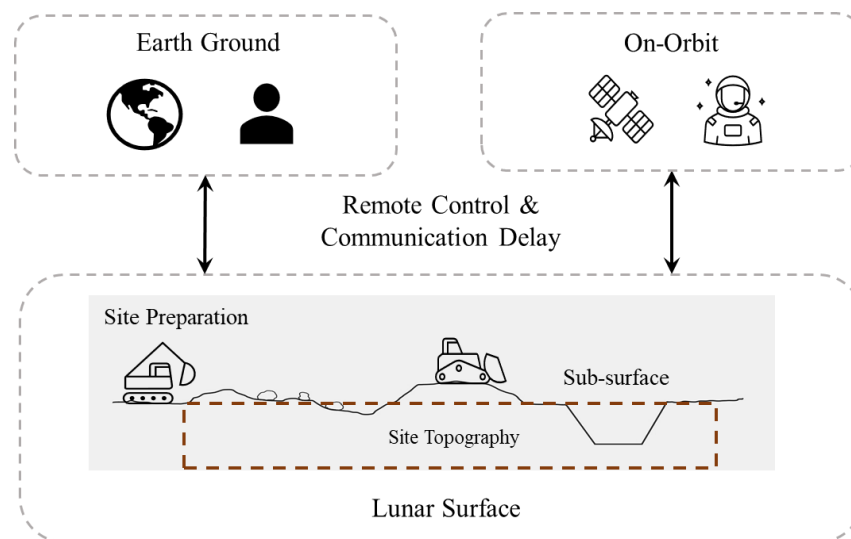 Earth Ground
On-Orbit
Remote Control &
Communication Delay
Site Preparation
Sub-surface
Site Topography
Lunar Surface